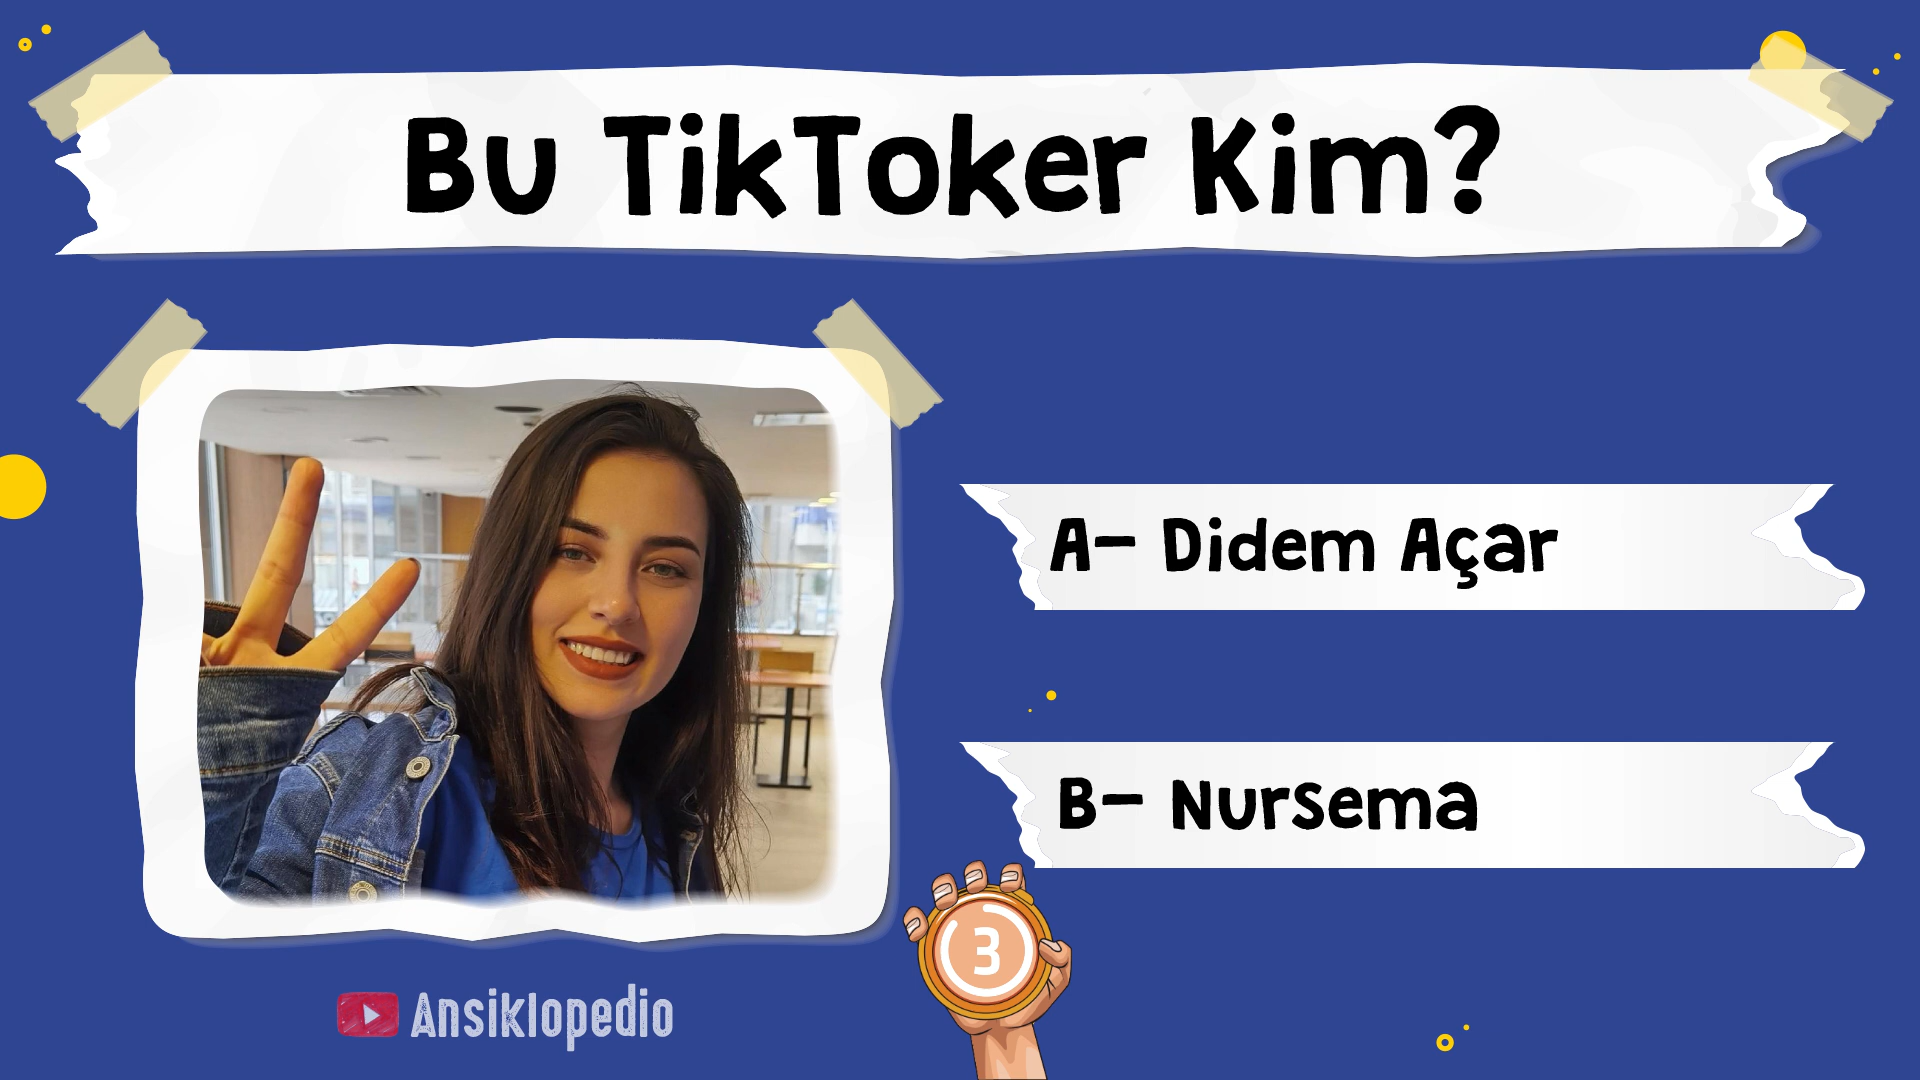 Bu TikToker Kim?
A- Didem Açar
B- Nursema
3
Ansiklopedio